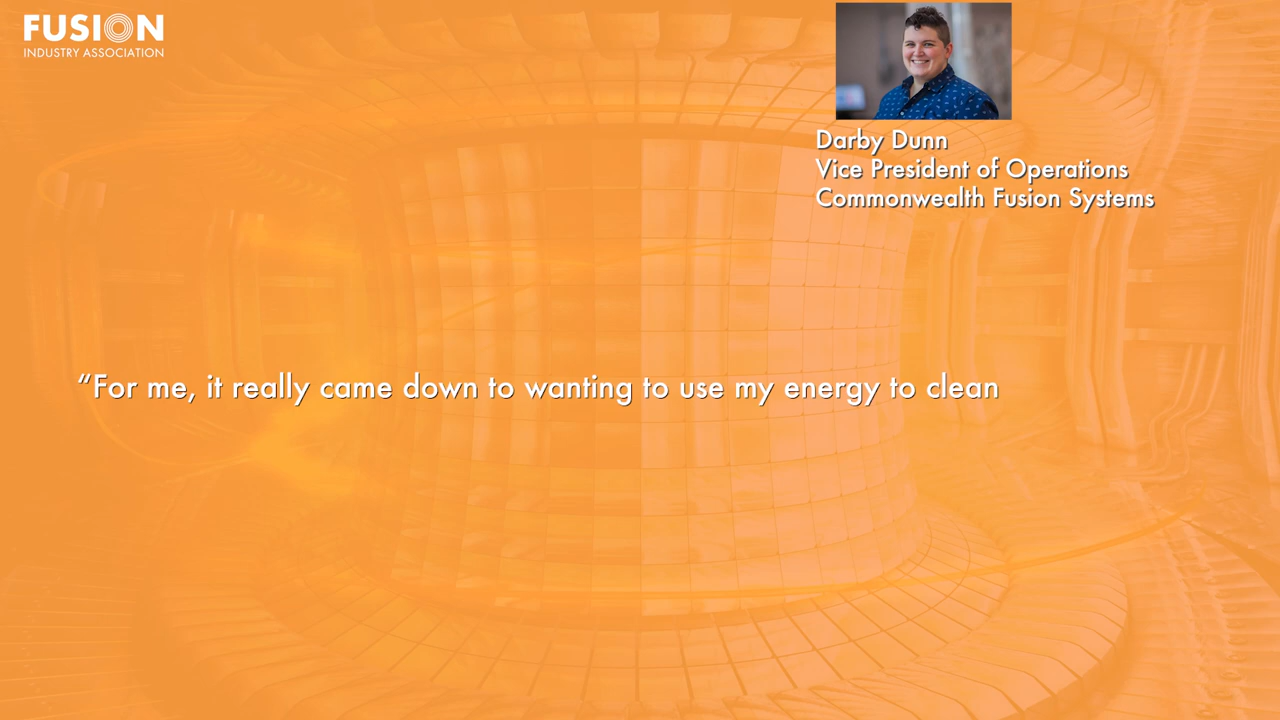 FUSION
INDUSTRY ASSOCIATION
Darby Dunn
Vice President of Operations
Commonwealth Fusion Systems
“For me, it really came down to wanting to use my energy to clean